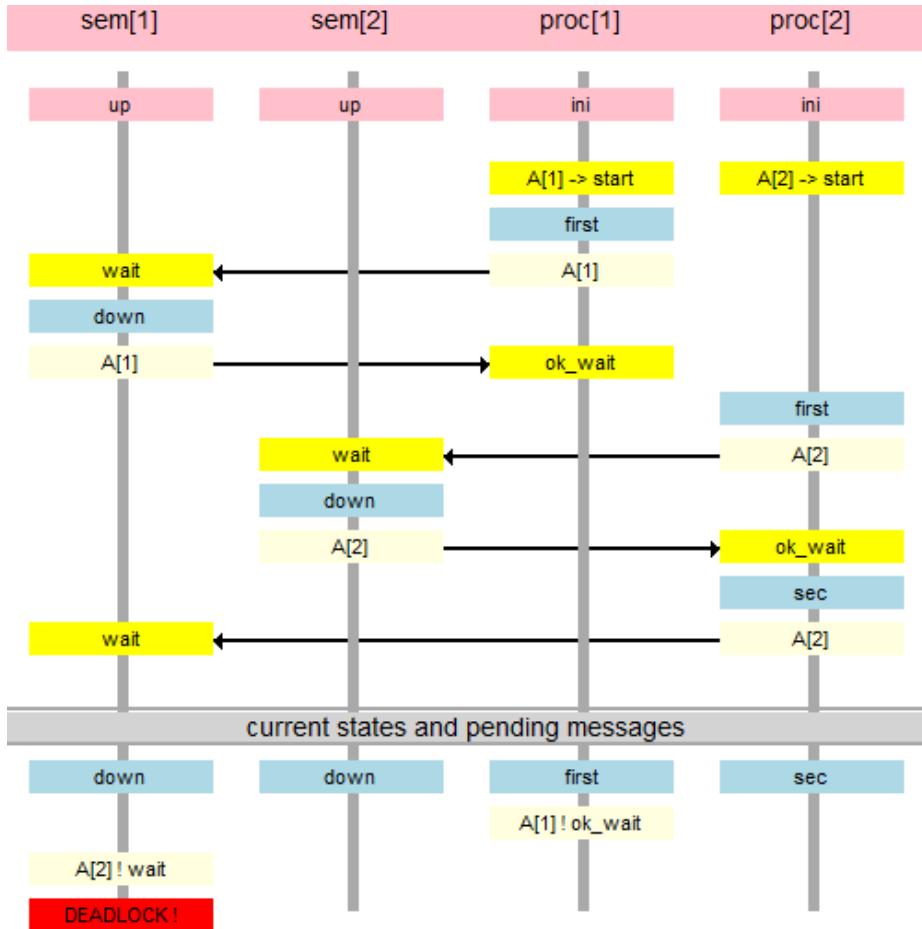 sem[1] sem[2] proc[1] proc[2]
up up ini ini
A[1] -> start A[2] -> start
first
wait A[1]
down
A[1] ok_wait
first
wait A[2]
down
A[2] ok_wait
sec
wait A[2]
current states and pending messages
down down first sec
A[1] ! ok_wait
A[2] ! wait
DEADLOCK !